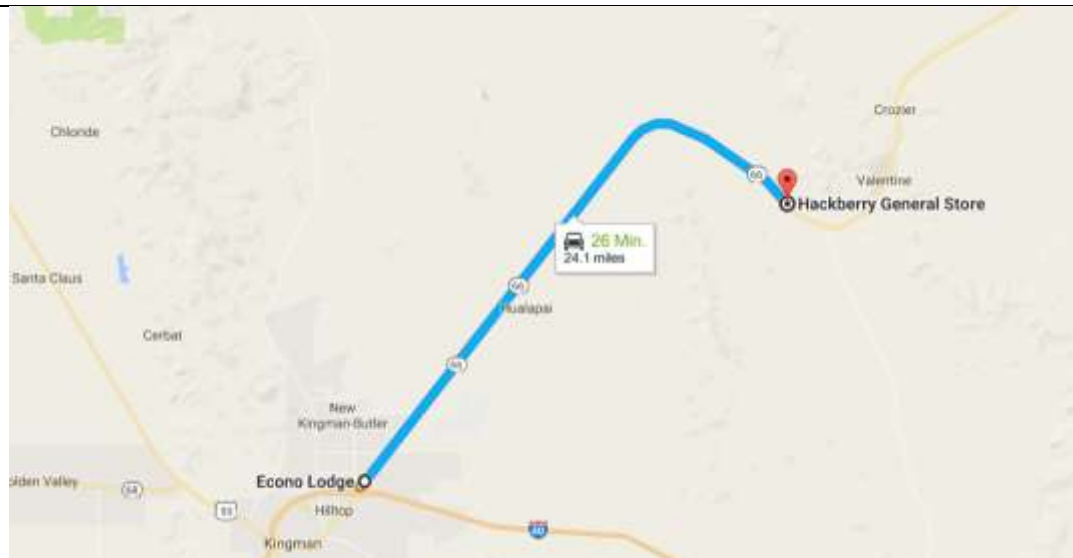 Crozier
Chloride
66
Valentine
Hackberry General Store
26 Min.
24.1 miles
Santa Claus
66
Hualapai
Cerbat
66
New
Kingman-Butler
Econo Lodge
olden Valley
68
93
Hilltop
40
Kingman